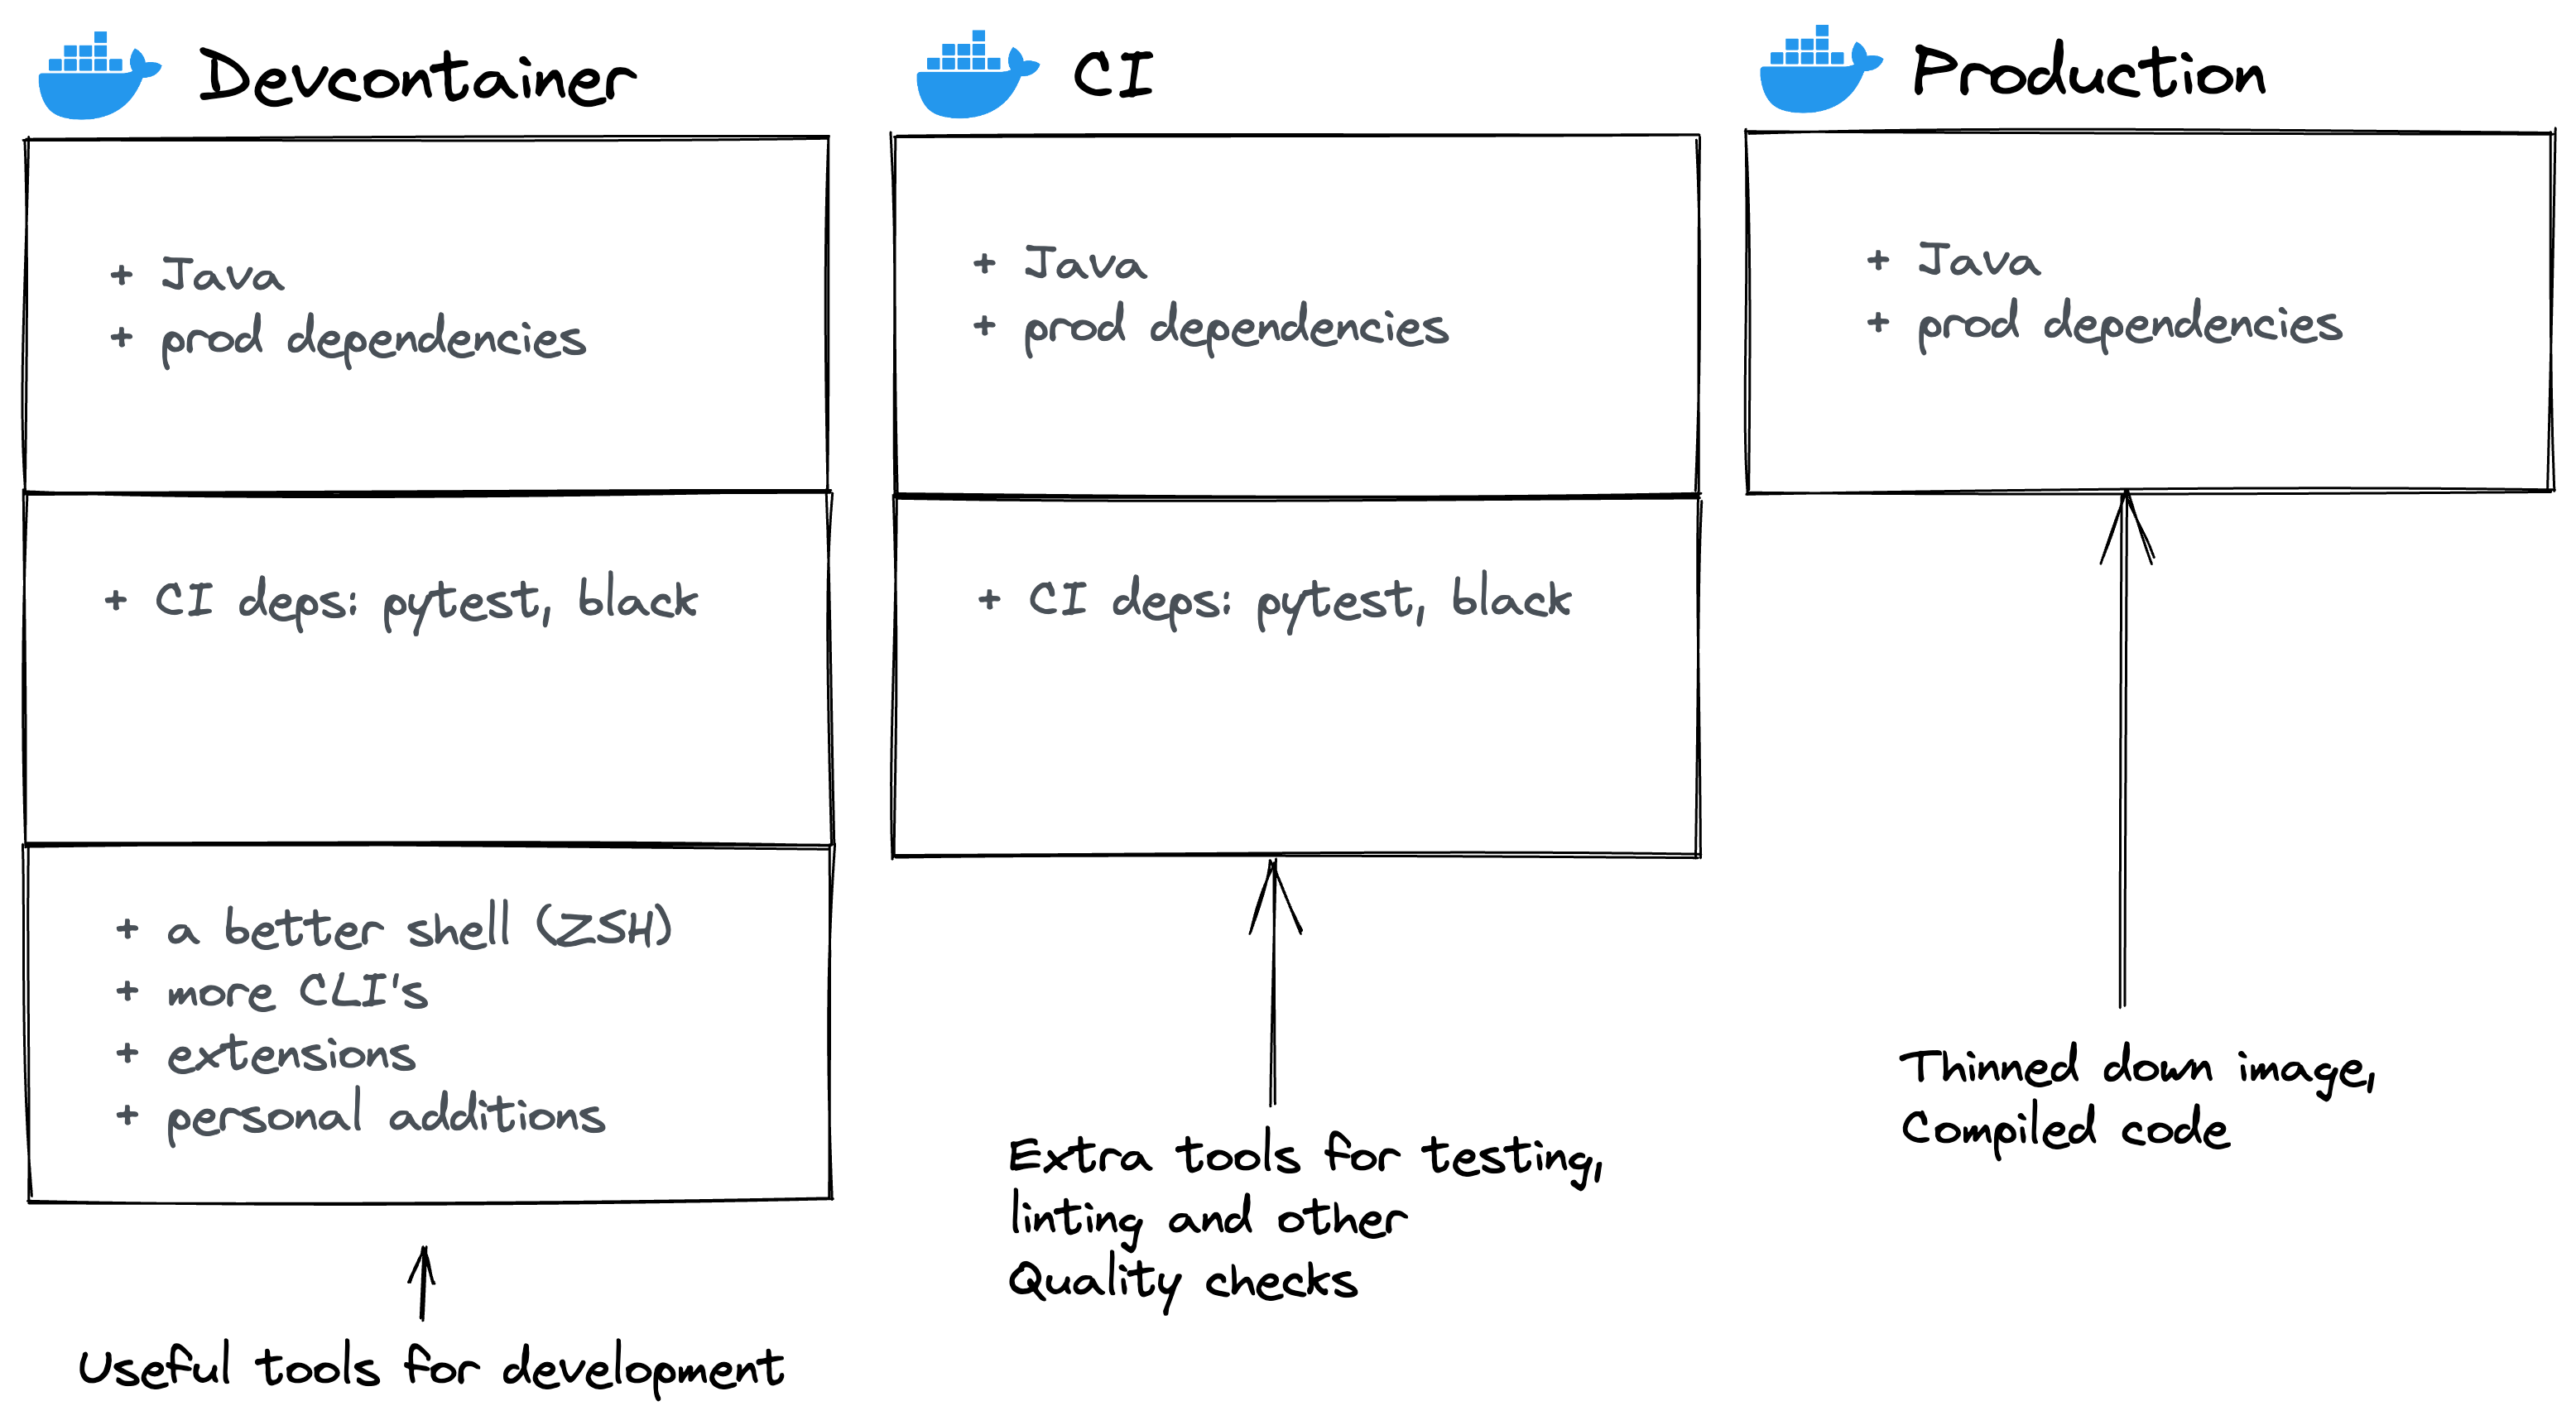 Devcontainer
+ Java
+ prod dependencies
+ CI deps: pytest, black
+ a better shell (ZSH)
+ more CLI's
+ extensions
+ personal additions
Useful tools for development
CI
+ Java
+ prod dependencies
+ CI deps: pytest, black
Extra tools for testing,
linting and other
Quality checks
Production
+ Java
+ prod dependencies
Thinned down image,
Compiled code